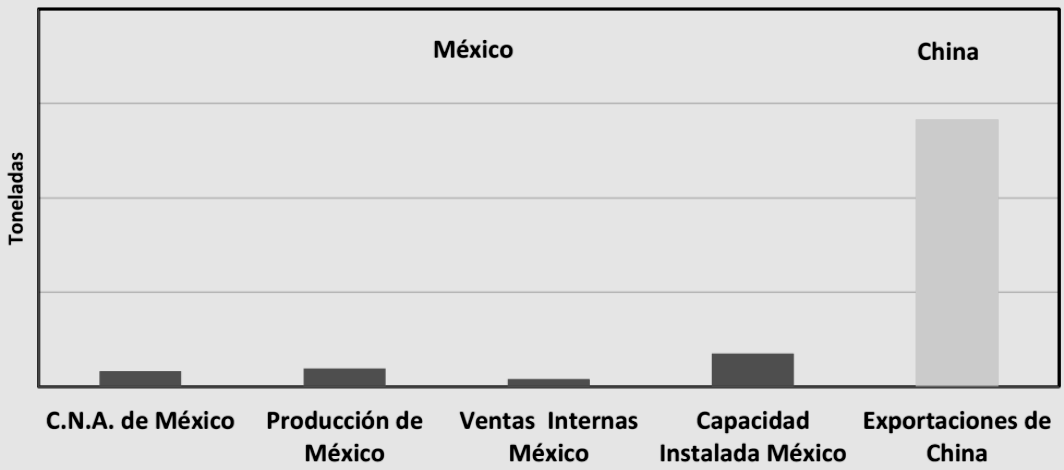 México
China
Toneladas
C.N.A. de México
Producción de
México
Ventas Internas
México
Capacidad
Instalada México
Exportaciones de
China